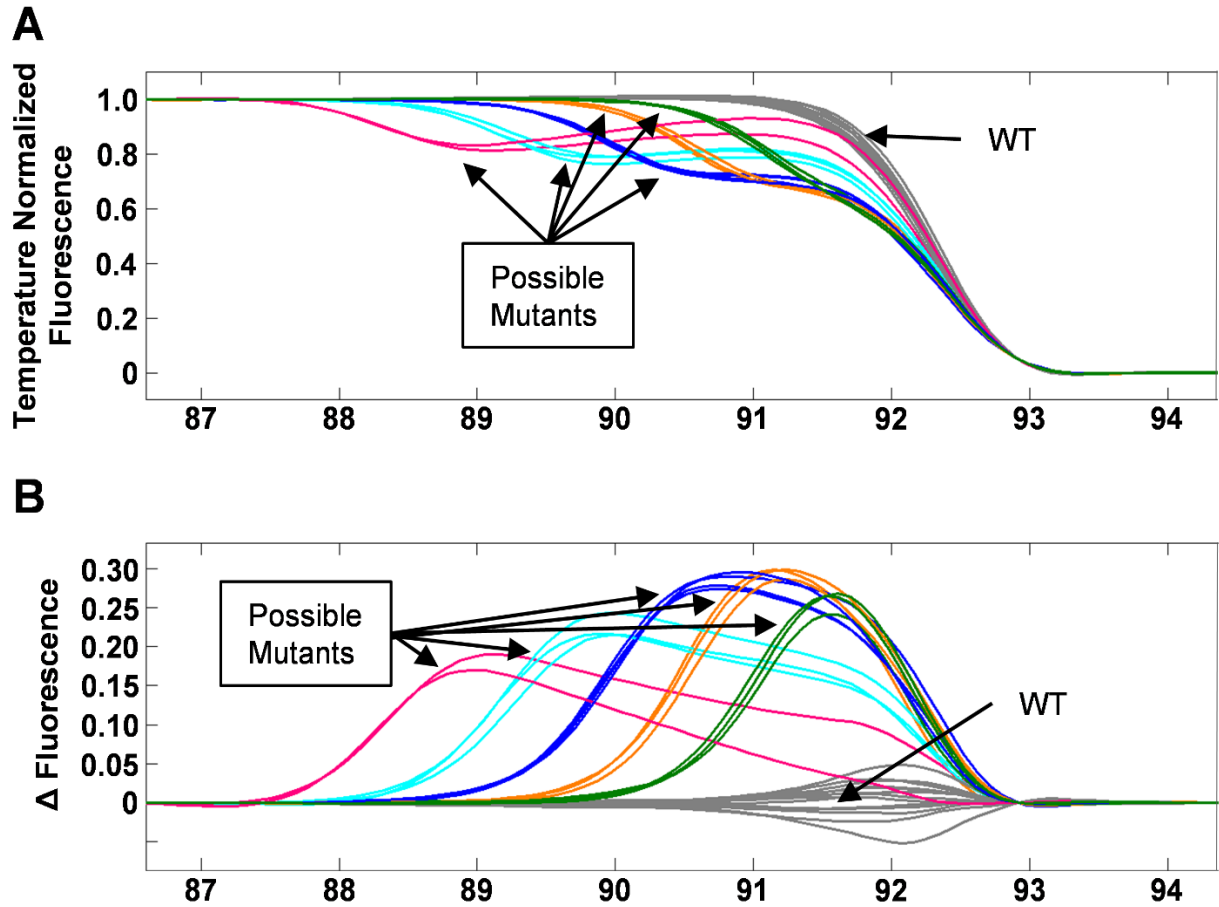 A
Temperature Normalized
Fluorescence
1.0
0.8
0.6
0.4
0.2
0
WT
Possible
Mutants
87 88 89 90 91 92 93 94
B
Δ Fluorescence
0.30
0.25
0.20
0.15
0.10
0.05
0
Possible
Mutants
WT
87 88 89 90 91 92 93 94